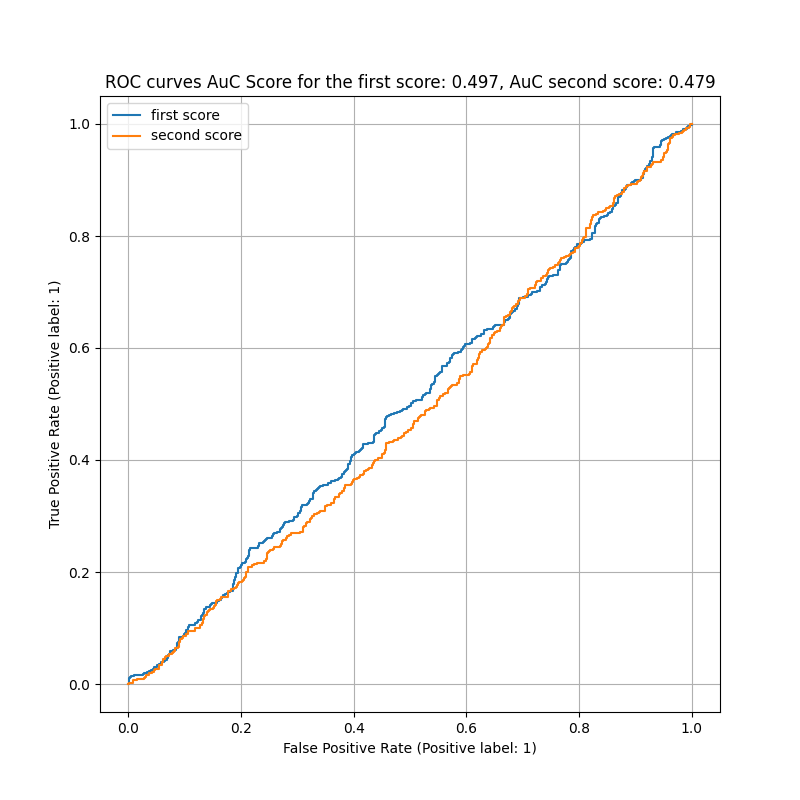 ROC curves AuC Score for the first score: 0.497, AuC second score: 0.479
first score
second score
1.0
0.8
0.6
0.4
0.2
0.0
True Positive Rate (Positive label: 1)
0.0 0.2 0.4 0.6 0.8 1.0
False Positive Rate (Positive label: 1)